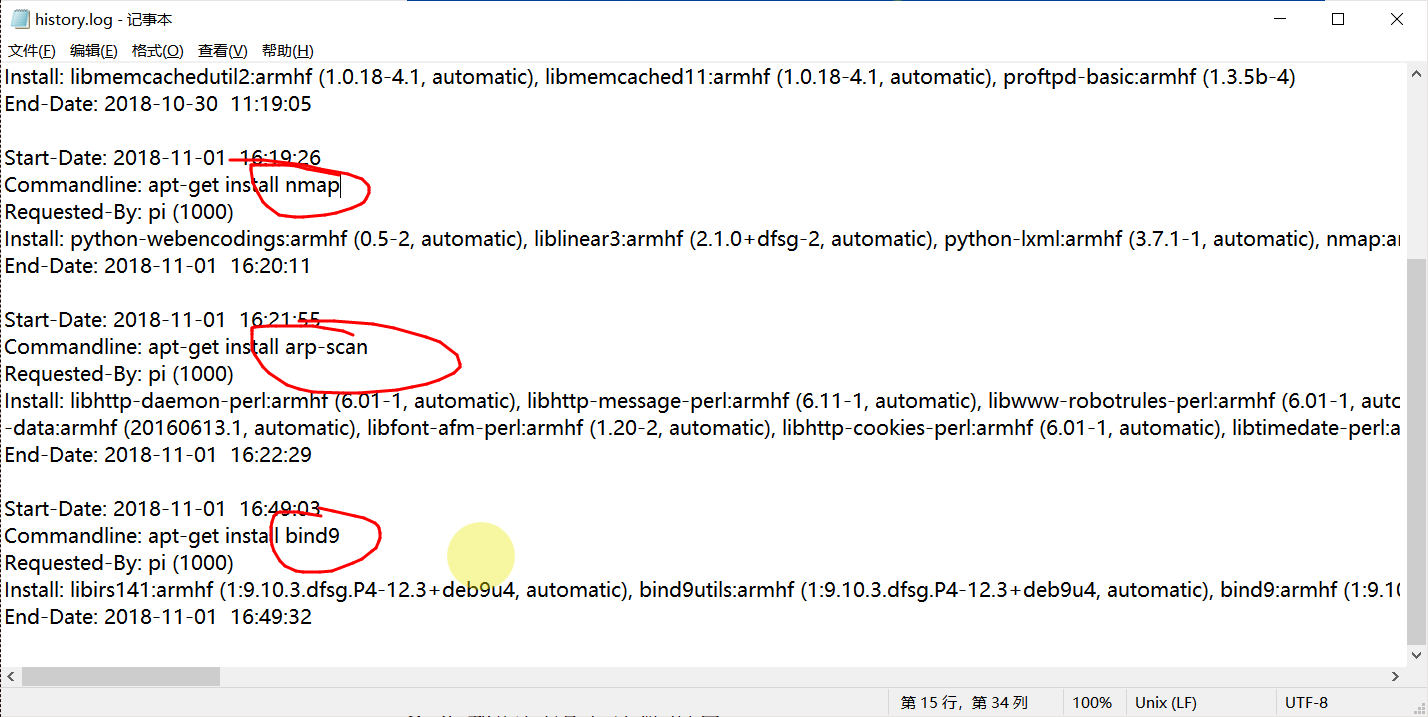 history.log - 记事本
文件(F) 编辑(E) 格式(O) 查看(V) 帮助(H)
Install: libmemcachedutil2:armhf (1.0.18-4.1, automatic), libmemcached11:armhf (1.0.18-4.1, automatic), proftpd-basic:armhf (1.3.5b-4)
End-Date: 2018-10-30  11:19:05
Start-Date: 2018-11-01  16:19:26
Commandline: apt-get install nmap
Requested-By: pi (1000)
Install: python-webencodings:armhf (0.5-2, automatic), liblinear3:armhf (2.1.0+dfsg-2, automatic), python-lxml:armhf (3.7.1-1, automatic), nmap:a
End-Date: 2018-11-01  16:20:11
Start-Date: 2018-11-01  16:21:55
Commandline: apt-get install arp-scan
Requested-By: pi (1000)
Install: libhttp-daemon-perl:armhf (6.01-1, automatic), libhttp-message-perl:armhf (6.11-1, automatic), libwww-robotrules-perl:armhf (6.01-1, auto
-data:armhf (20160613.1, automatic), libfont-afm-perl:armhf (1.20-2, automatic), libhttp-cookies-perl:armhf (6.01-1, automatic), libtimedate-perl:a
End-Date: 2018-11-01  16:22:29
Start-Date: 2018-11-01  16:49:03
Commandline: apt-get install bind9
Requested-By: pi (1000)
Install: libirs141:armhf (1:9.10.3.dfsg.P4-12.3+deb9u4, automatic), bind9utils:armhf (1:9.10.3.dfsg.P4-12.3+deb9u4, automatic), bind9:armhf (1:9.1
End-Date: 2018-11-01  16:49:32
第 15 行，第 34 列 100% Unix (LF) UTF-8